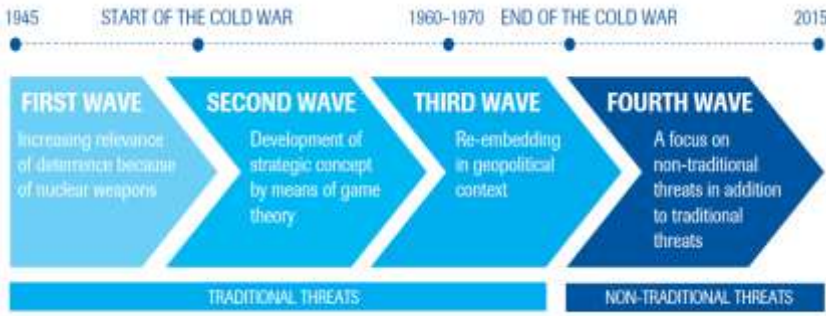 1945 START OF THE COLD WAR 1960–1970 END OF THE COLD WAR 2015
FIRST WAVE
Increasing relevance
of deterrence because
of nuclear weapons
SECOND WAVE
Development of
strategic concept
by means of game
theory
THIRD WAVE
Re-embedding
in geopolitical
context
FOURTH WAVE
A focus on
non-traditional
threats in addition
to traditional
threats
TRADITIONAL THREATS
NON-TRADITIONAL THREATS